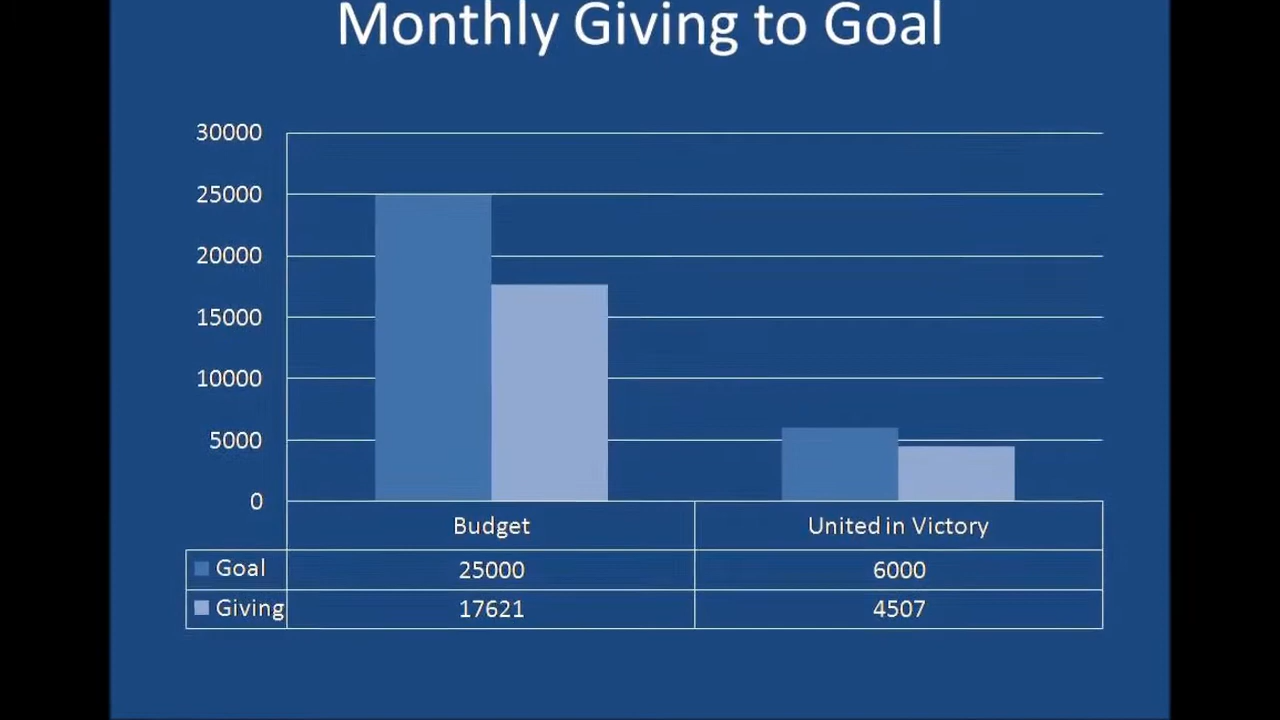 Monthly Giving to Goal
30000
25000
20000
15000
10000
5000
0
Budget United in Victory
Goal 25000 6000
Giving 17621 4507